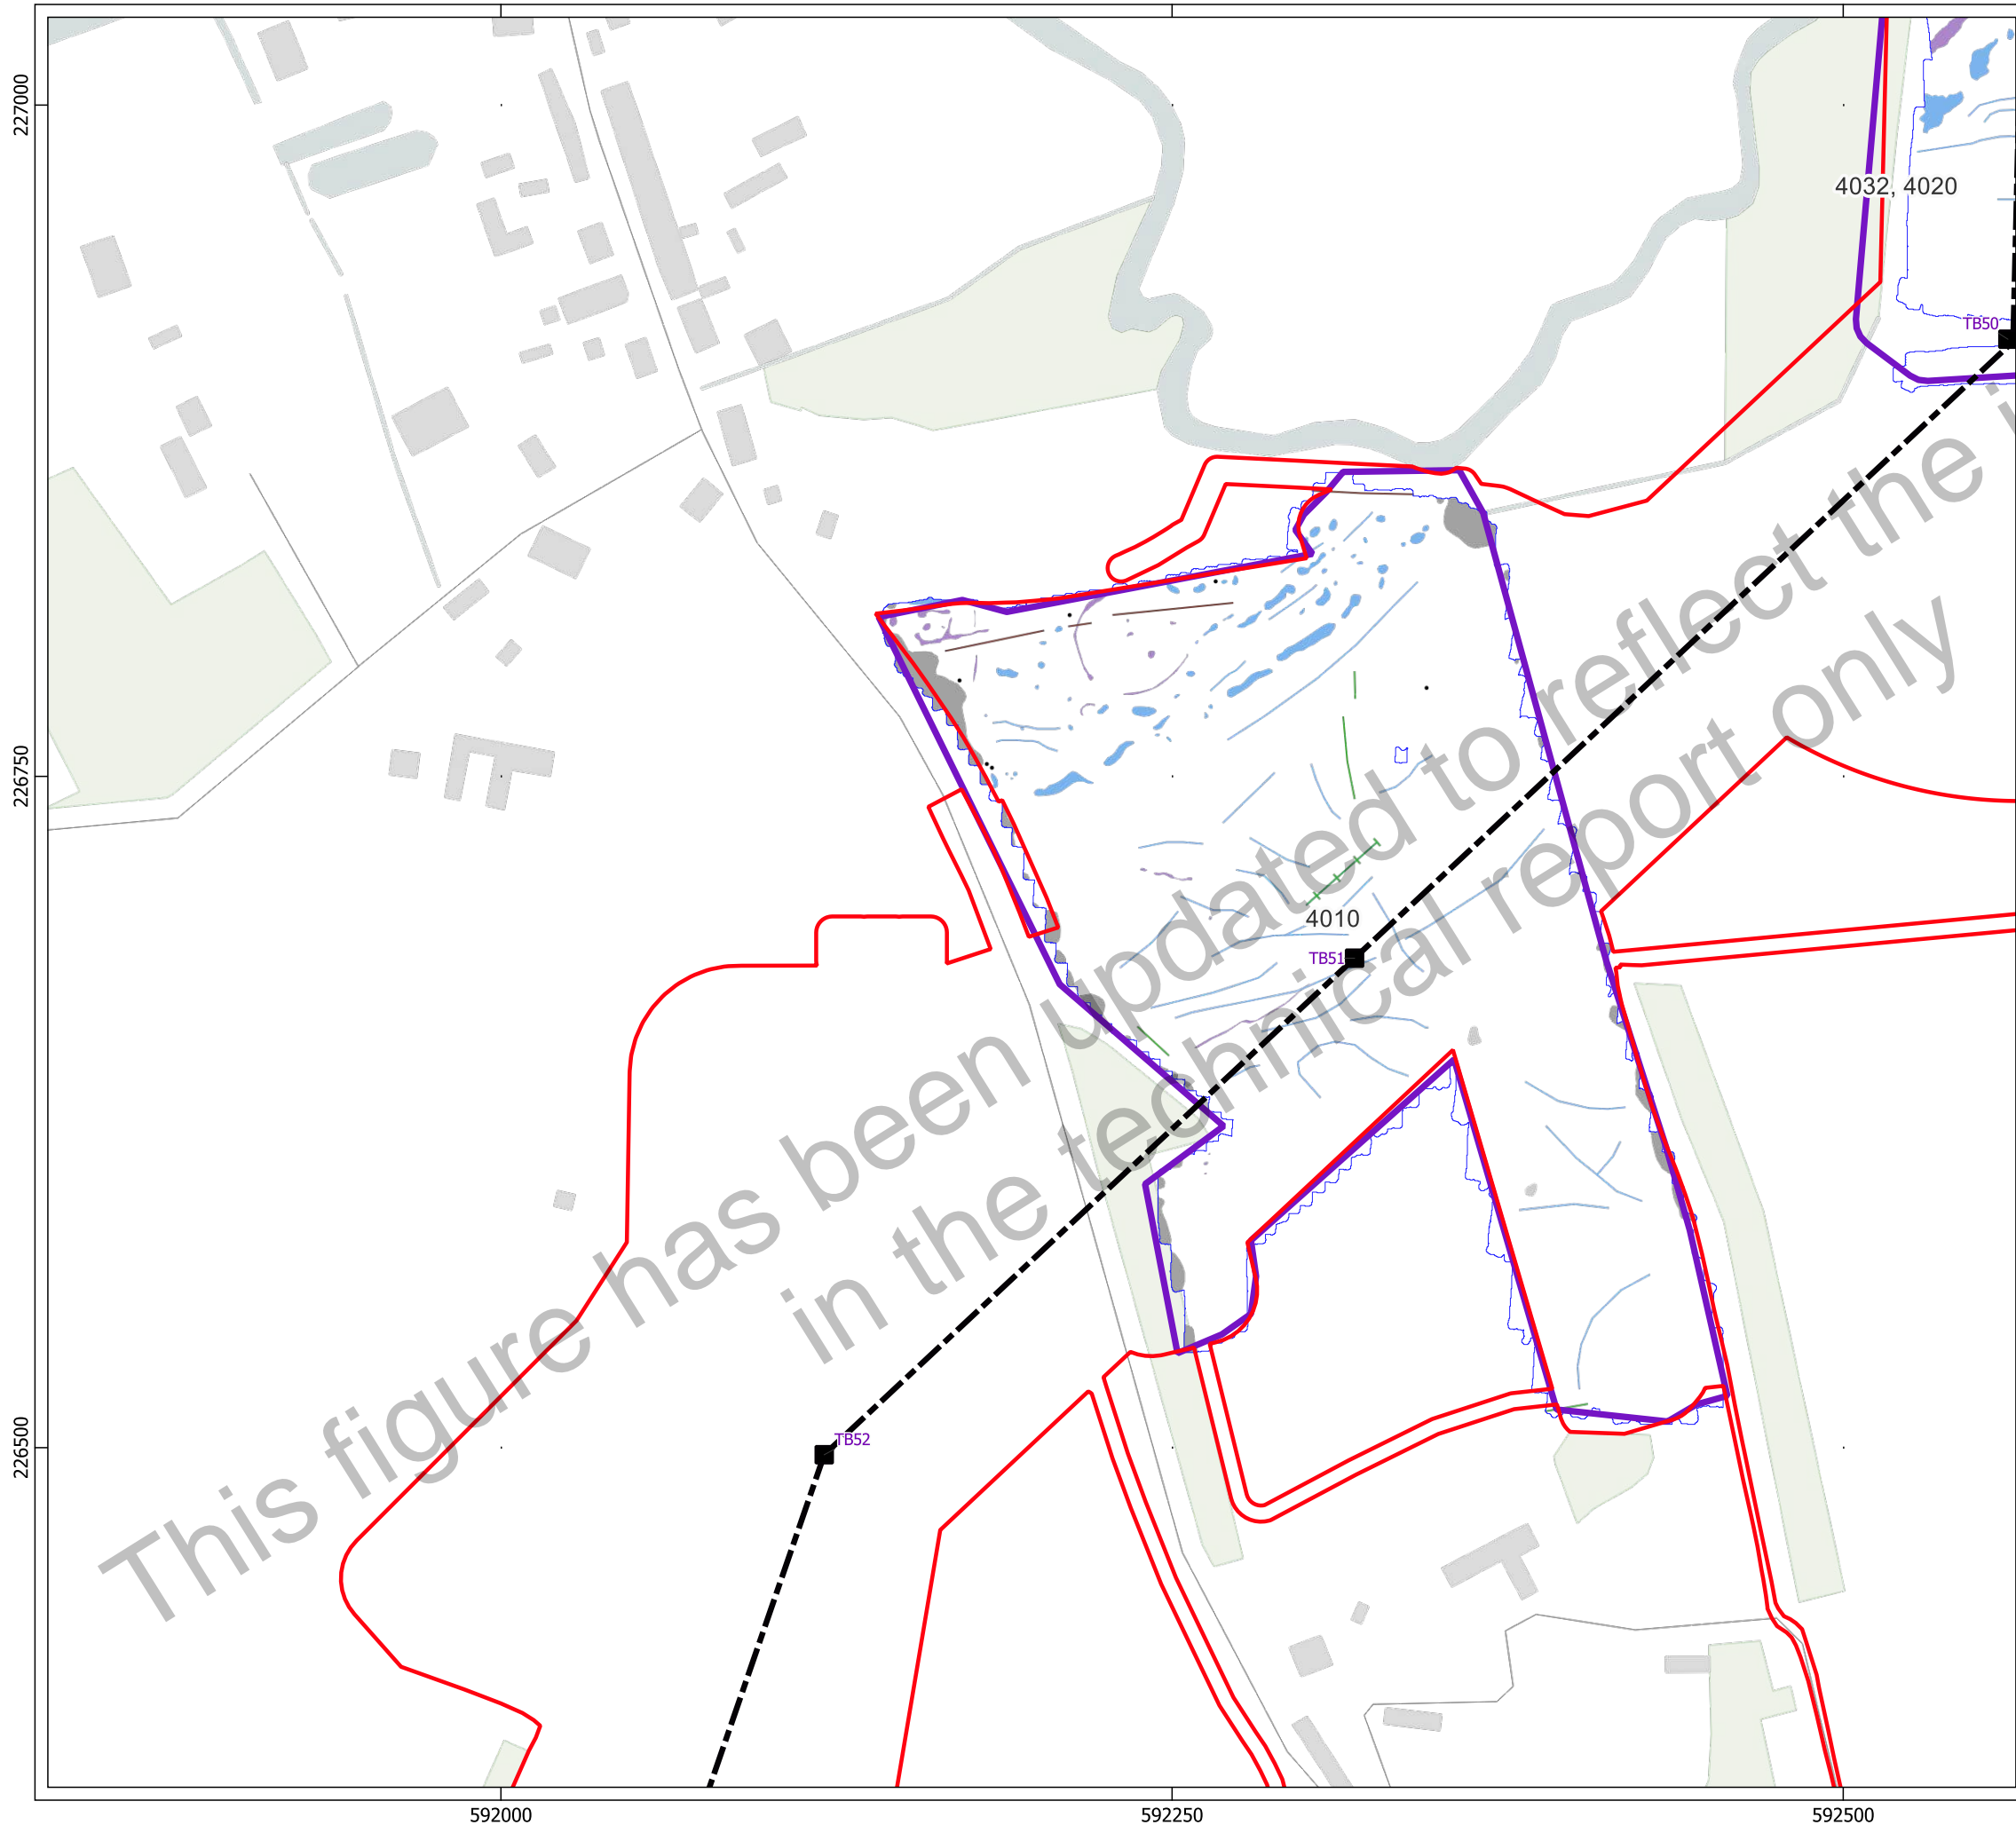 227000
226750
226500
592000
592250
592500
4032, 4020
TB50
4010
TB51
TB52
This figure has been updated to reflect the i
in the technical report only